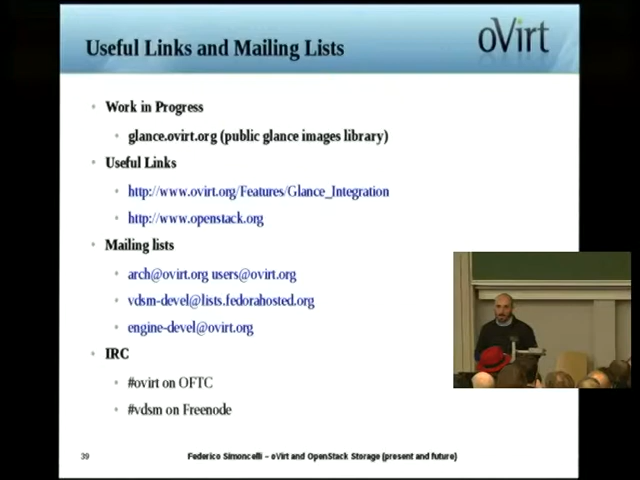 Useful Links and Mailing Lists
oVirt
Work in Progress
glance.ovirt.org (public glance images library)
Useful Links
http://www.ovirt.org/Features/Glance_Integration
http://www.openstack.org
Mailing lists
arch@ovirt.org users@ovirt.org
vdsm-devel@lists.fedorahosted.org
engine-devel@ovirt.org
IRC
#ovirt on OFTC
#vdsm on Freenode
39
Federico Simoncelli – oVirt and OpenStack Storage (present and future)